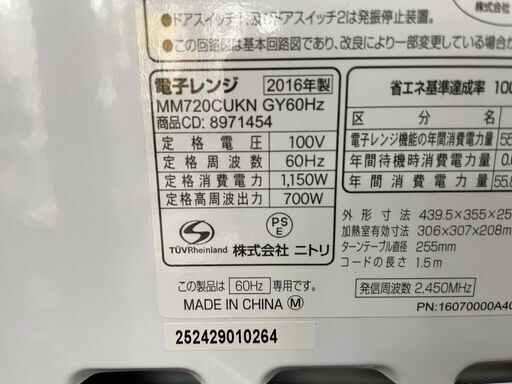 株式会社
●ドアスイッチ1、及びドアスイッチ2は発振停止装置。
●この回路図は基本回路図であり、改良により一部変更している場合が
電子レンジ 2016年製
MM720CUKN GY60Hz
商品CD: 8971454
定格電圧 100V
定格周波数 60Hz
定格消費電力 1,150W
定格高周波出力 700W
TÜVRheinland
PS
E
株式会社 ニトリ
この製品は 60Hz 専用です。
MADE IN CHINA Ⓜ
252429010264
省エネ基準達成率 100
区分
電子レンジ機能の年間消費電力量 55
年間待機時消費電力量 0.
年間消費電力量 55.
外形寸法 439.5×355×25
加熱室有効寸法 306×307×208m
ターンテーブル直径 255mm
コードの長さ 1.5m
発信周波数 2,450MHz
PN:16070000A40